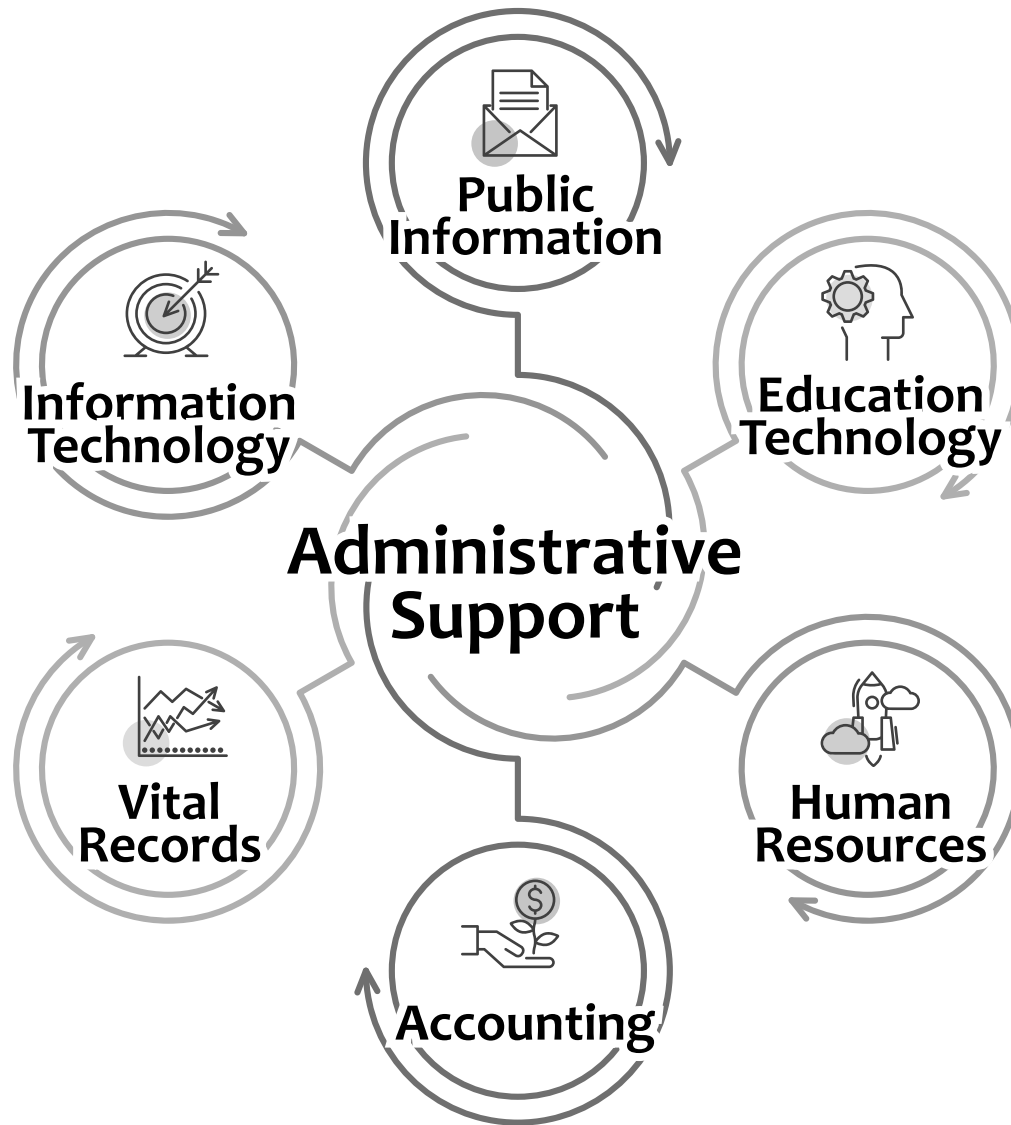 Public
Information
Information
Technology
Education
Technology
Administrative
Support
Vital
Records
Human
Resources
$
Accounting